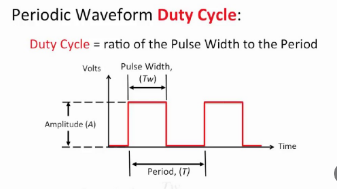 Periodic Waveform Duty Cycle:
Duty Cycle = ratio of the Pulse Width to the Period
Volts
Pulse Width,
(Tw)
Amplitude (A)
Time
Period, (T)